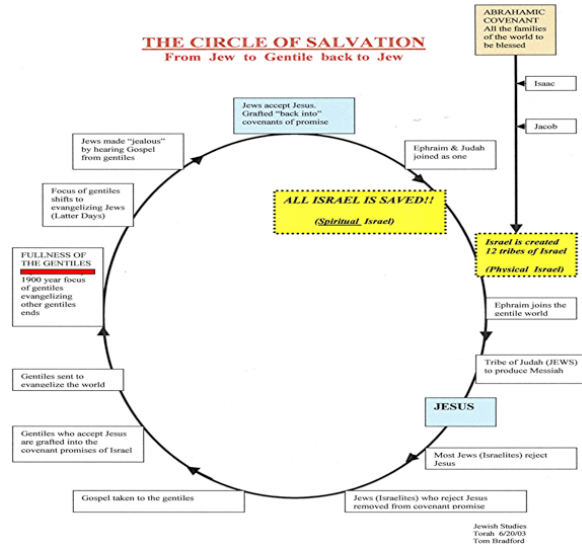 THE CIRCLE OF SALVATION
From Jew to Gentile back to Jew
ABRAHAMIC
COVENANT
All the families
of the world to
be blessed
Isaac
Jacob
Israel is created
12 tribes of Israel
(Physical Israel)
Ephraim joins the
gentile world
Tribe of Judah (JEWS)
to produce Messiah
JESUS
Most Jews (Israelites) reject
Jesus
Jews (Israelites) who reject Jesus
removed from covenant promise
Gospel taken to the gentiles
Gentiles who accept Jesus
are grafted into the
covenant promises of Israel
Gentiles sent to
evangelize the world
FULLNESS OF
THE GENTILES
1900 year focus
of gentiles
evangelizing
other gentiles
ends
Focus of gentiles
shifts to
evangelizing Jews
(Latter Days)
Jews made "jealous"
by hearing Gospel
from gentiles
Jews accept Jesus.
Grafted "back into"
covenants of promise
Ephraim & Judah
joined as one
ALL ISRAEL IS SAVED!!
(Spiritual Israel)
Jewish Studies
Torah 6/20/03
Tom Bradford